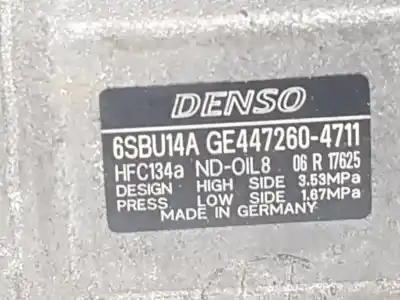 DENSO
6SBU14A GE447260-4711
HFC134a ND-OIL8 06 R 17625
DESIGN HIGH SIDE 3.53MPa
PRESS LOW SIDE 1.67MPa
MADE IN GERMANY